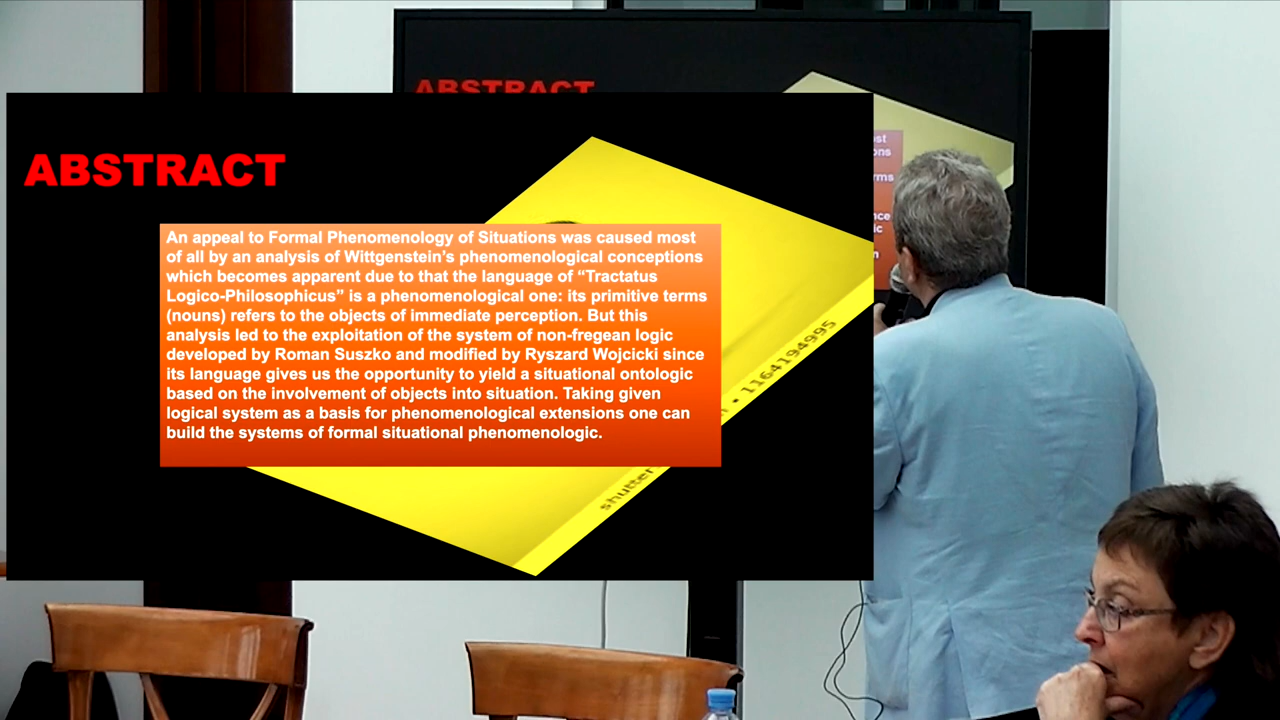 ABSTRACT
ABSTRACT
An appeal to Formal Phenomenology of Situations was caused most
of all by an analysis of Wittgenstein's phenomenological conceptions
which becomes apparent due to that the language of “Tractatus
Logico-Philosophicus” is a phenomenological one: its primitive terms
(nouns) refers to the objects of immediate perception. But this
analysis led to the exploitation of the system of non-fregean logic
developed by Roman Suszko and modified by Ryszard Wojcicki since
its language gives us the opportunity to yield a situational ontologic
based on the involvement of objects into situation. Taking given
logical system as a basis for phenomenological extensions one can
build the systems of formal situational phenomenologic.
• 1164194995
shutter